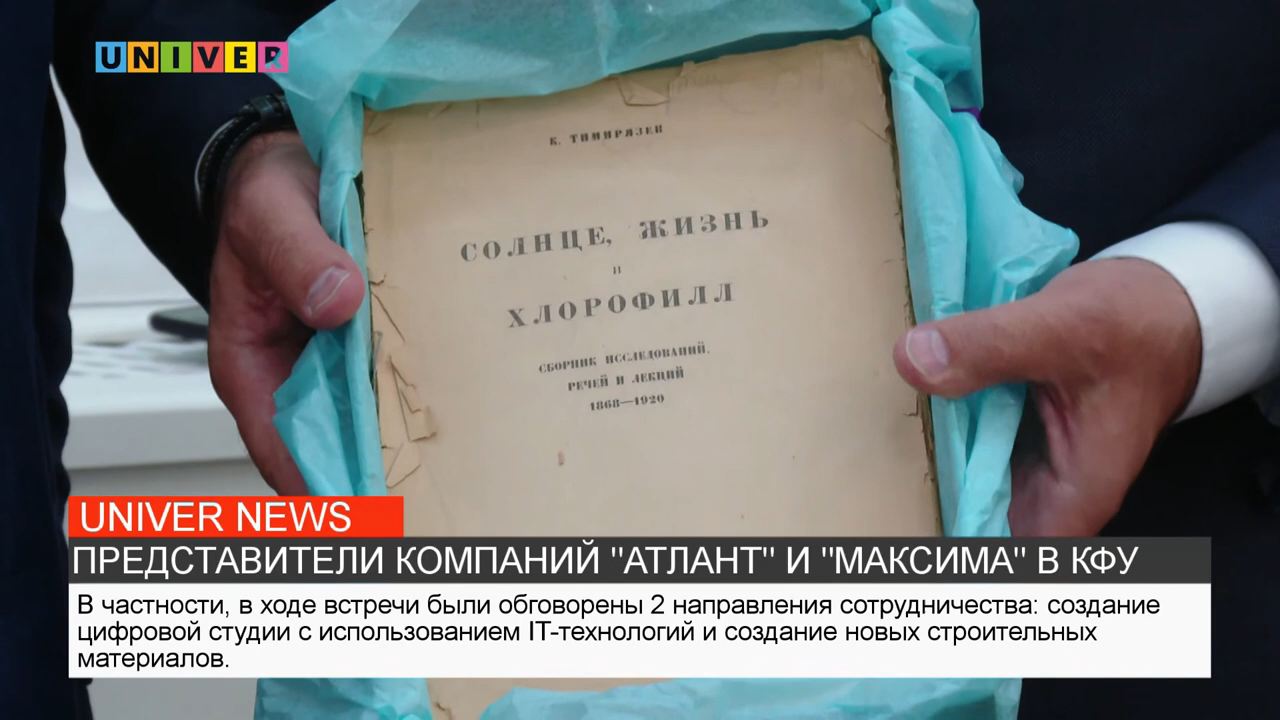 UNIVER
К. ТИМИРЯЗЕВ
СОЛНЦЕ, ЖИЗНЬ
И
ХЛОРОФИЛЛ
СБОРНИК ИССЛЕДОВАНИЙ,
РЕЧЕЙ И ЛЕКЦИЙ
1868—1920
UNIVER NEWS
ПРЕДСТАВИТЕЛИ КОМПАНИЙ "АТЛАНТ" И "МАКСИМА" В КФУ
В частности, в ходе встречи были обговорены 2 направления сотрудничества: создание
цифровой студии с использованием IT-технологий и создание новых строительных
материалов.